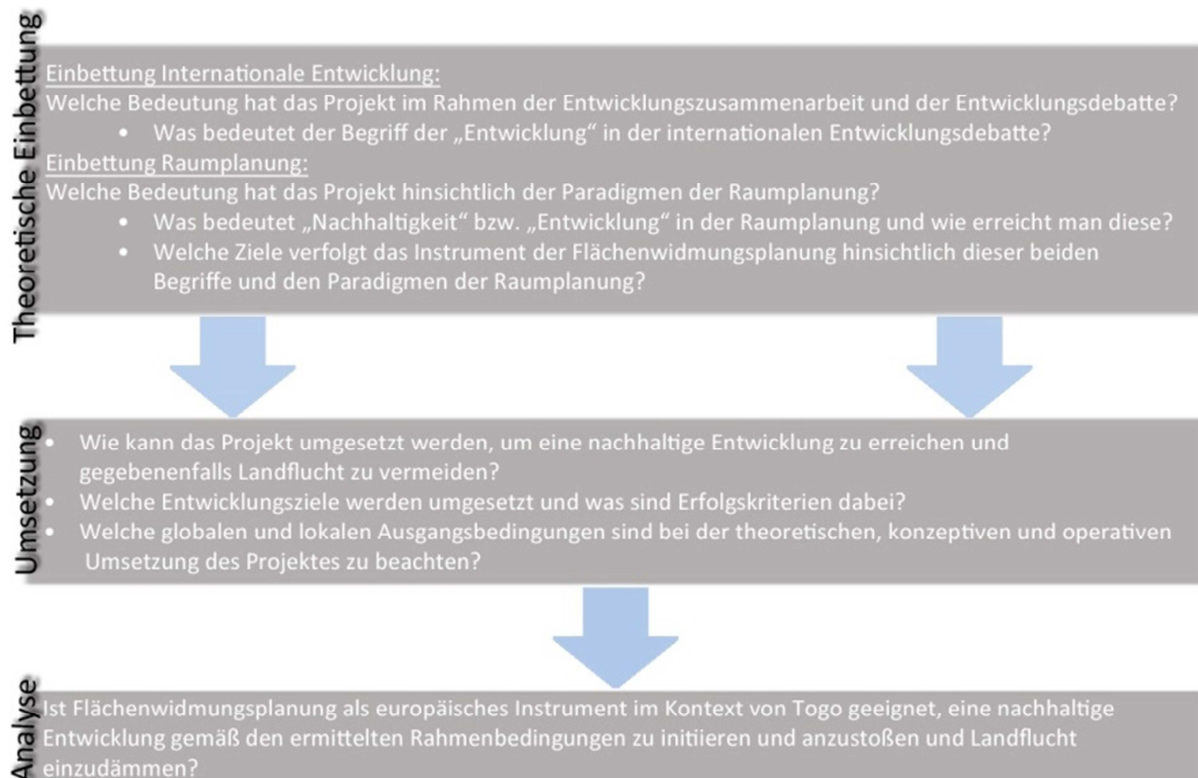 Theoretische Einbettung
Einbettung Internationale Entwicklung:
Welche Bedeutung hat das Projekt im Rahmen der Entwicklungszusammenarbeit und der Entwicklungsdebatte?
• Was bedeutet der Begriff der „Entwicklung“ in der internationalen Entwicklungsdebatte?
Einbettung Raumplanung:
Welche Bedeutung hat das Projekt hinsichtlich der Paradigmen der Raumplanung?
• Was bedeutet „Nachhaltigkeit“ bzw. „Entwicklung“ in der Raumplanung und wie erreicht man diese?
• Welche Ziele verfolgt das Instrument der Flächenwidmungsplanung hinsichtlich dieser beiden
Begriffe und den Paradigmen der Raumplanung?
Umsetzung
• Wie kann das Projekt umgesetzt werden, um eine nachhaltige Entwicklung zu erreichen und
gegebenenfalls Landflucht zu vermeiden?
• Welche Entwicklungsziele werden umgesetzt und was sind Erfolgskriterien dabei?
• Welche globalen und lokalen Ausgangsbedingungen sind bei der theoretischen, konzeptiven und operativen
Umsetzung des Projektes zu beachten?
Analyse
Ist Flächenwidmungsplanung als europäisches Instrument im Kontext von Togo geeignet, eine nachhaltige
Entwicklung gemäß den ermittelten Rahmenbedingungen zu initiieren und anzustoßen und Landflucht
einzudämmen?